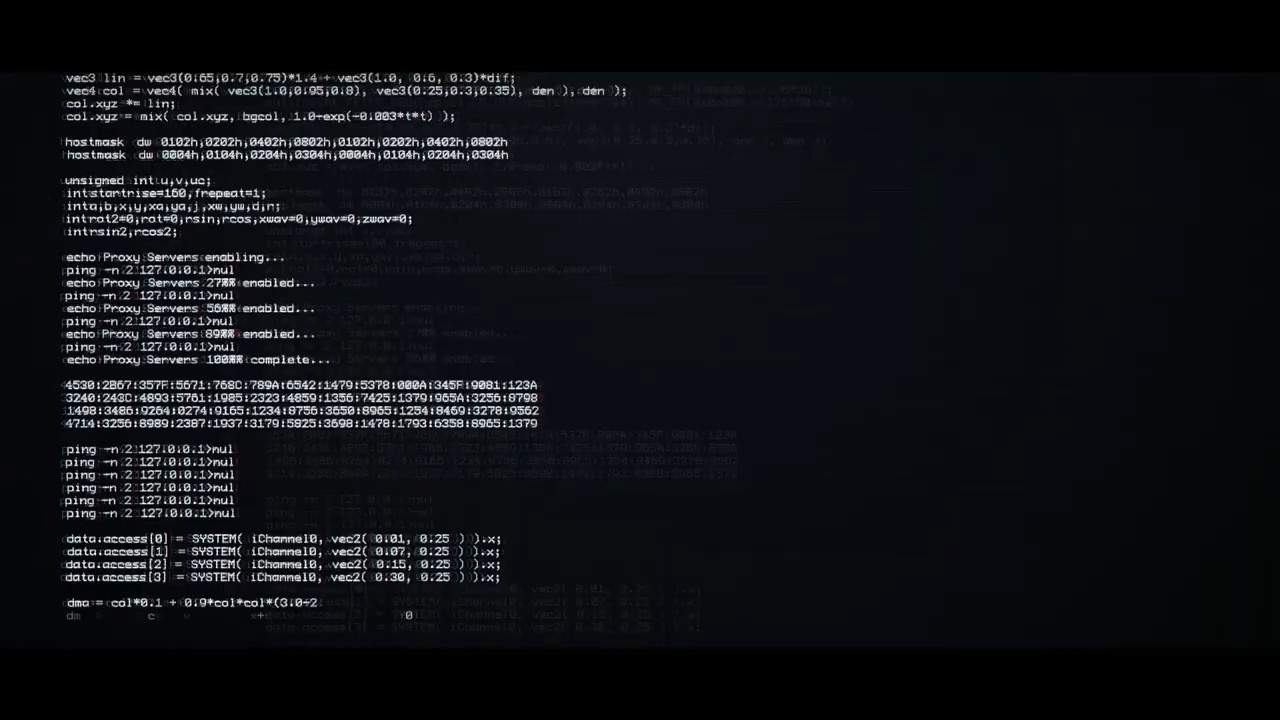 vec3 lin = vec3(0.65,0.7,0.75)*1.4 + vec3(1.0, 0.6, 0.3)*dif;
vec4 col = vec4( mix( vec3(1.0,0.95,0.8), vec3(0.25,0.3,0.35), den ), den );
col.xyz *= lin;
col.xyz = mix( col.xyz, bgcol, 1.0-exp(-0.003*t*t) );
hostmask dw 0102h,0202h,0402h,0802h,0102h,0202h,0402h,0802h
hostmask dw 0004h,0104h,0204h,0304h,0004h,0104h,0204h,0304h
unsigned int u,v,uc;
int startrise=160,frepeat=1;
int a,b,x,y,xa,ya,j,xw,yw,d,n;
int rot2=0,rot=0,rsin,rcos,xwav=0,ywav=0,zwav=0;
int rsin2,rcos2;
echo Proxy Servers enabling...
ping -n 2 127.0.0.1>nul
echo Proxy Servers 27%% enabled...
ping -n 2 127.0.0.1>nul
echo Proxy Servers 56%% enabled...
ping -n 2 127.0.0.1>nul
echo Proxy Servers 89%% enabled...
ping -n 2 127.0.0.1>nul
echo Proxy Servers 100%% complete...
4530:2B67:357F:5671:768C:789A:6542:1479:5378:000A:345F:9081:123A
3240:243C:4893:5761:1985:2323:4859:1356:7425:1379:965A:3256:8798
1498:3486:9264:0274:9165:1234:8756:3650:8965:1254:8469:3278:9562
4714:3256:8989:2387:1937:3179:5825:3698:1478:1793:6358:8965:1379
ping -n 2 127.0.0.1>nul
ping -n 2 127.0.0.1>nul
ping -n 2 127.0.0.1>nul
ping -n 2 127.0.0.1>nul
ping -n 2 127.0.0.1>nul
ping -n 2 127.0.0.1>nul
data.access[0] = SYSTEM( iChannel0, vec2( 0.01, 0.25 ) ).x;
data.access[1] = SYSTEM( iChannel0, vec2( 0.07, 0.25 ) ).x;
data.access[2] = SYSTEM( iChannel0, vec2( 0.15, 0.25 ) ).x;
data.access[3] = SYSTEM( iChannel0, vec2( 0.30, 0.25 ) ).x;
dma = col*0.1 + 0.9*col*col*(3.0-2